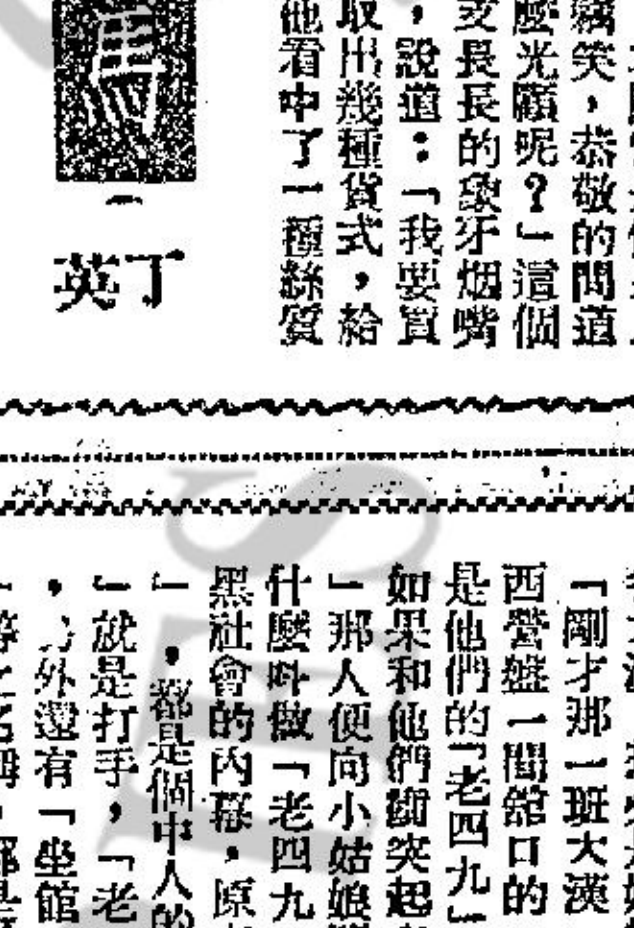 竊笑，恭敬的問道
麼光顧呢？」這個
支長長的象牙烟嘴
，說道：「我要買
取出幾種貨式，給
他看中了一種絲質
馬
丁英
「剛才那一班大漢
西營盤一間舘口的
是他們的「老四九」
如果和他們衝突起
」那人便向小姑娘
什麼呌做「老四九
黑社會的內幕，原
」，都是個中人的
」就是打手，「老
，另外還有「坐舘